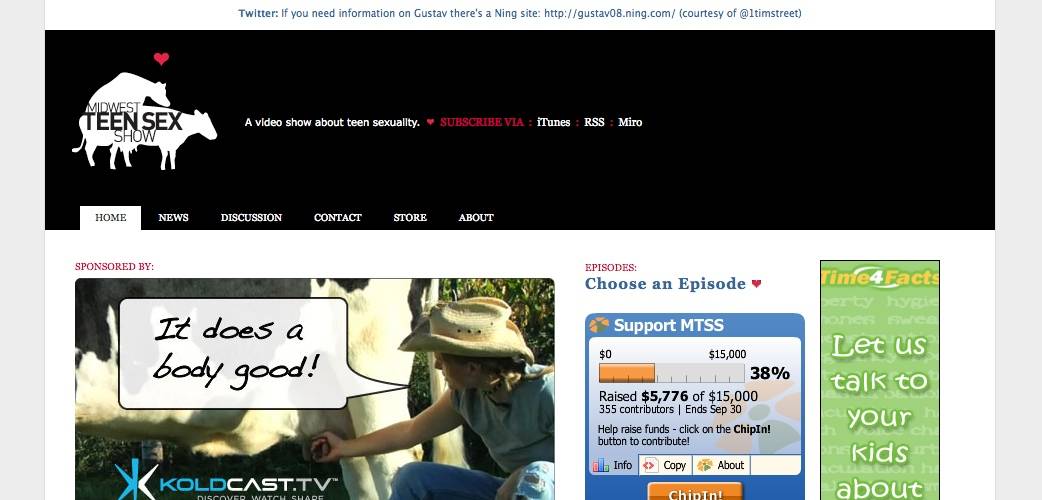 Twitter: If you need information on Gustav there's a Ning site: http://gustav08.ning.com/ (courtesy of @1timstreet)
MIDWEST
TEEN SEX
SHOW
A video show about teen sexuality. ❤ SUBSCRIBE VIA : iTunes : RSS : Miro
HOME NEWS DISCUSSION CONTACT STORE ABOUT
SPONSORED BY:
It does a
body good!
KOLDCAST.TV™
DISCOVER WATCH SHARE
EPISODES:
Choose an Episode ❤
Support MTSS
$0 $15,000
38%
Raised $5,776 of $15,000
355 contributors | Ends Sep 30
Help raise funds - click on the ChipIn!
button to contribute!
Info Copy About
ChipIn!
Time4Facts
Let us
talk to
your
kids
about